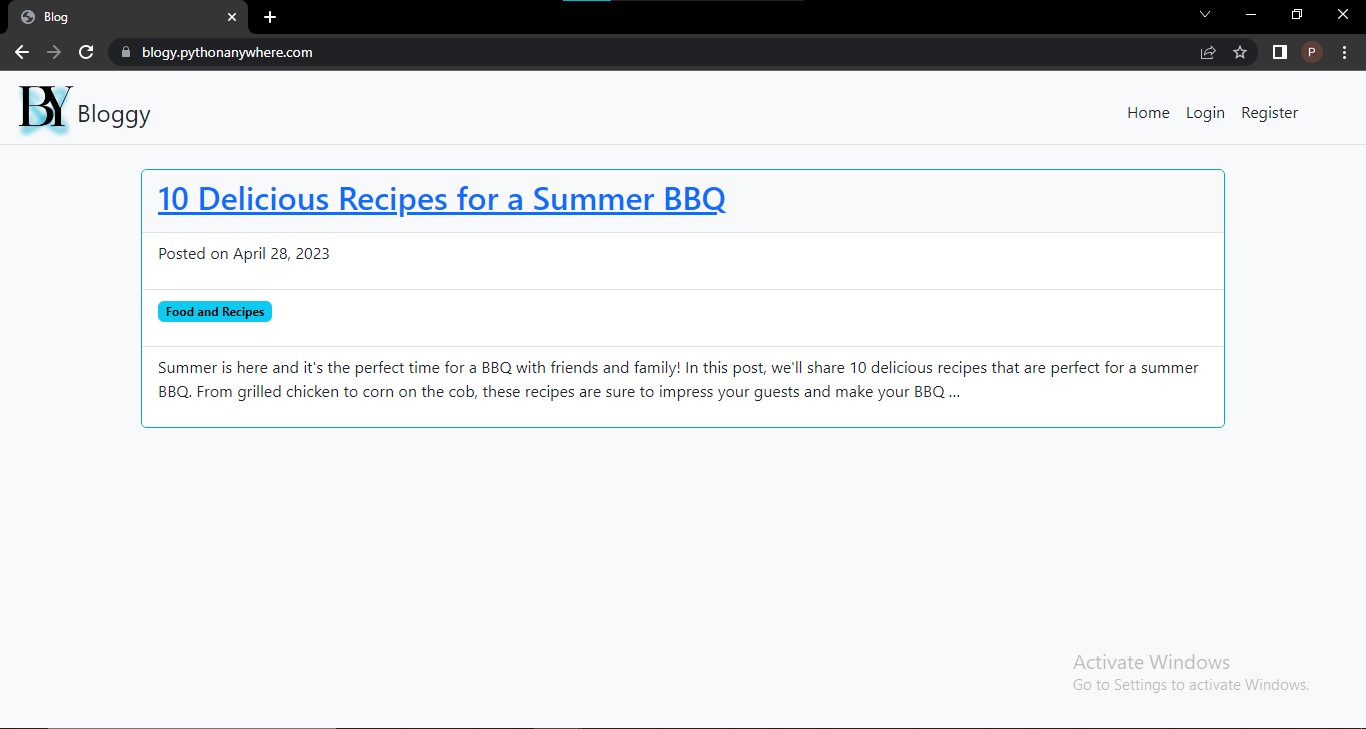 Blog
blogy.pythonanywhere.com
P
BY Bloggy
Home Login Register
10 Delicious Recipes for a Summer BBQ
Posted on April 28, 2023
Food and Recipes
Summer is here and it's the perfect time for a BBQ with friends and family! In this post, we'll share 10 delicious recipes that are perfect for a summer
BBQ. From grilled chicken to corn on the cob, these recipes are sure to impress your guests and make your BBQ ...
Activate Windows
Go to Settings to activate Windows.